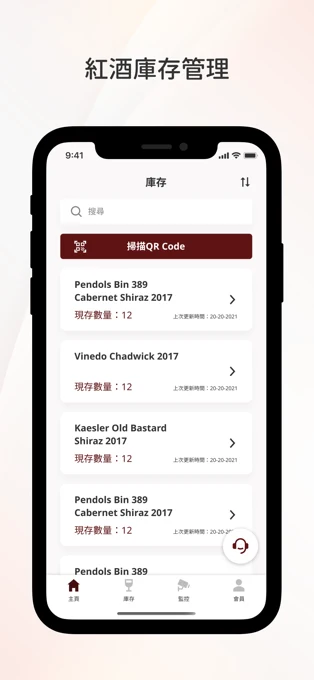 紅酒庫存管理
9:41
庫存
搜尋
掃描QR Code
Pendols Bin 389
Cabernet Shiraz 2017
現存數量：12
上次更新時間：20-20-2021
Vinedo Chadwick 2017
現存數量：12
上次更新時間：20-20-2021
Kaesler Old Bastard
Shiraz 2017
現存數量：12
上次更新時間：20-20-2021
Pendols Bin 389
Cabernet Shiraz 2017
現存數量：12
上次更新時間：20-20
Pendols Bin 389
主頁
庫存
監控
會員